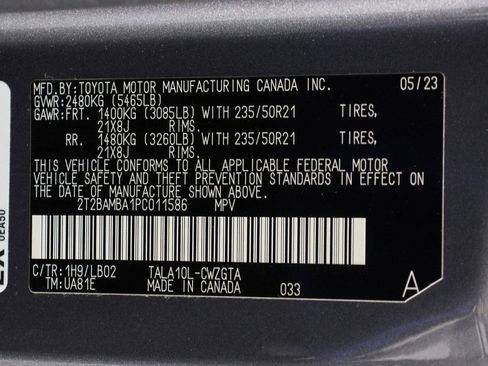 MFD.BY:TOYOTA MOTOR MANUFACTURING CANADA INC. 05/23
GVWR:2480KG (5465LB)
GAWR:FRT. 1400KG (3085LB) WITH 235/50R21 TIRES,
21X8J RIMS.
RR. 1480KG (3260LB) WITH 235/50R21 TIRES,
21X8J RIMS.
THIS VEHICLE CONFORMS TO ALL APPLICABLE FEDERAL MOTOR
VEHICLE SAFETY AND THEFT PREVENTION STANDARDS IN EFFECT
ON THE DATE OF MANUFACTURE SHOWN ABOVE.
2T2BAMBA1PC011586 MPV
C/TR:1H9/LB02 TALA10L-CWZGTA
TM:UA81E MADE IN CANADA 033 A
0EA50